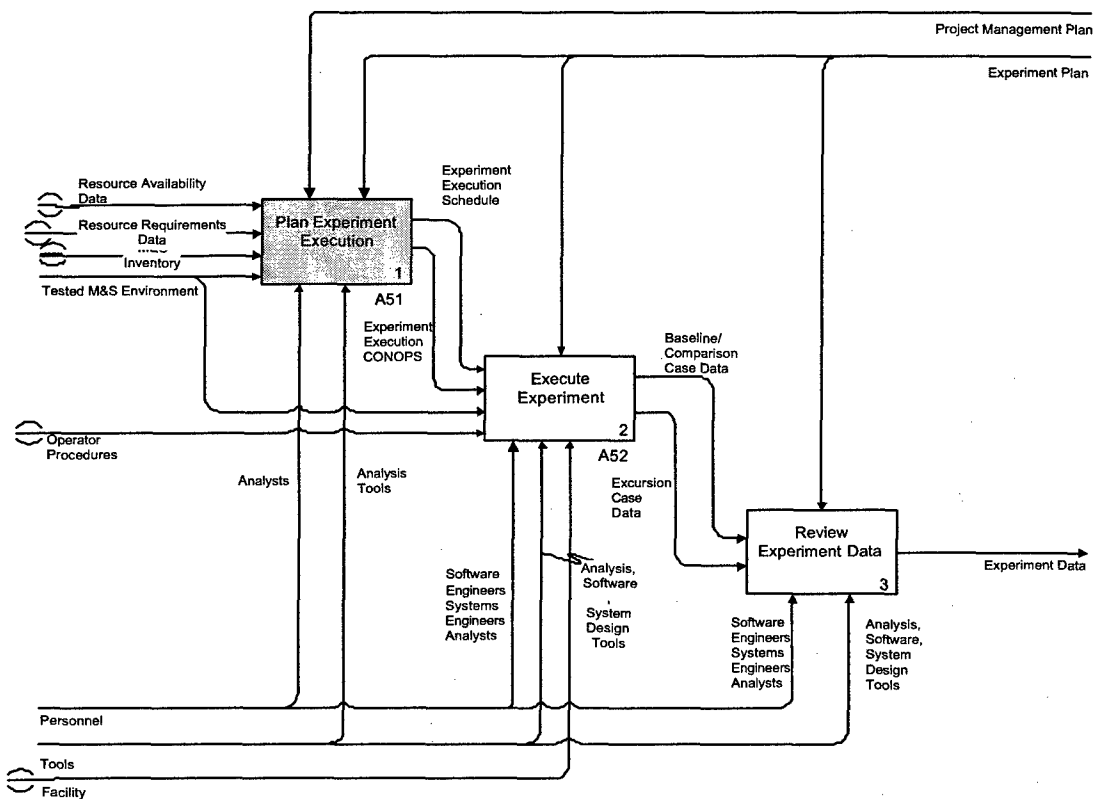 Project Management Plan
Experiment Plan
Resource Availability
Data
Resource Requirements
Data
Inventory
Tested M&S Environment
Plan Experiment
Execution
1
A51
Experiment
Execution
Schedule
Experiment
Execution
CONOPS
Execute
Experiment
2
A52
Baseline/
Comparison
Case Data
Operator
Procedures
Analysts
Analysis
Tools
Excursion
Case
Data
Review
Experiment Data
3
Experiment Data
Software
Engineers
Systems
Engineers
Analysts
Analysis,
Software
,
System
Design
Tools
Software
Engineers
Systems
Engineers
Analysts
Analysis,
Software,
System
Design
Tools
Personnel
Tools
Facility